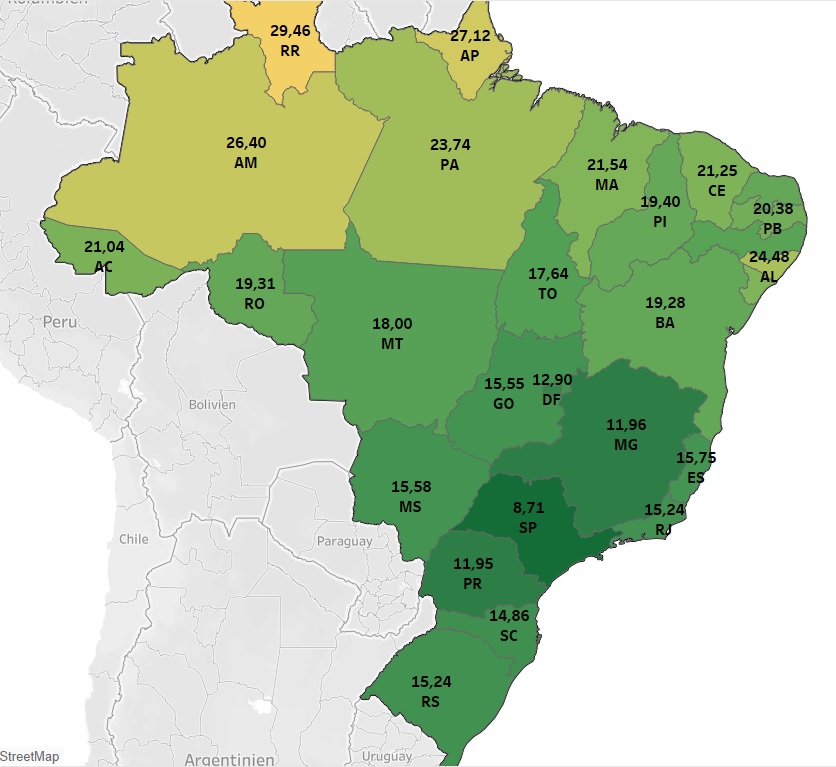 29,46
RR
27,12
AP
26,40
AM
23,74
PA
21,54
MA
21,25
CE
19,40
PI
20,38
PB
24,48
AL
21,04
AC
19,31
RO
17,64
TO
19,28
BA
Peru
18,00
MT
Bolivien
15,55
GO
12,90
DF
11,96
MG
15,75
ES
15,58
MS
8,71
SP
15,24
RJ
Chile
Paraguay
11,95
PR
14,86
SC
15,24
RS
StreetMap
Argentinien
Uruguay